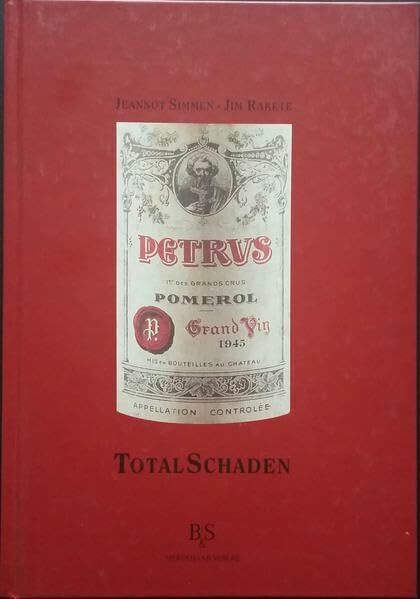 JEANNOT SIMMEN · JIM RAKETE
PETRVS
1ER DES GRANDS CRUS
POMEROL
P.
Grand Vin
1945
MIS EN BOUTEILLES AU CHATEAU
APPELLATION CONTROLÉE
TOTALSCHADEN
B&S